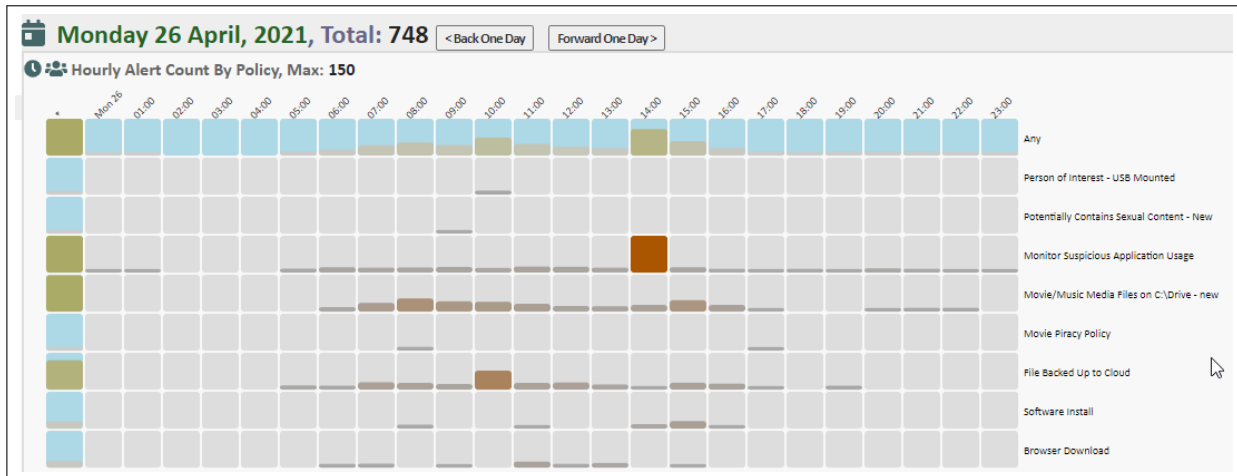 Monday 26 April, 2021, Total: 748 < Back One Day Forward One Day >
Hourly Alert Count By Policy, Max: 150
* Mon 26 01:00 02:00 03:00 04:00 05:00 06:00 07:00 08:00 09:00 10:00 11:00 12:00 13:00 14:00 15:00 16:00 17:00 18:00 19:00 20:00 21:00 22:00 23:00
Any
Person of Interest - USB Mounted
Potentially Contains Sexual Content - New
Monitor Suspicious Application Usage
Movie/Music Media Files on C:\Drive - new
Movie Piracy Policy
File Backed Up to Cloud
Software Install
Browser Download